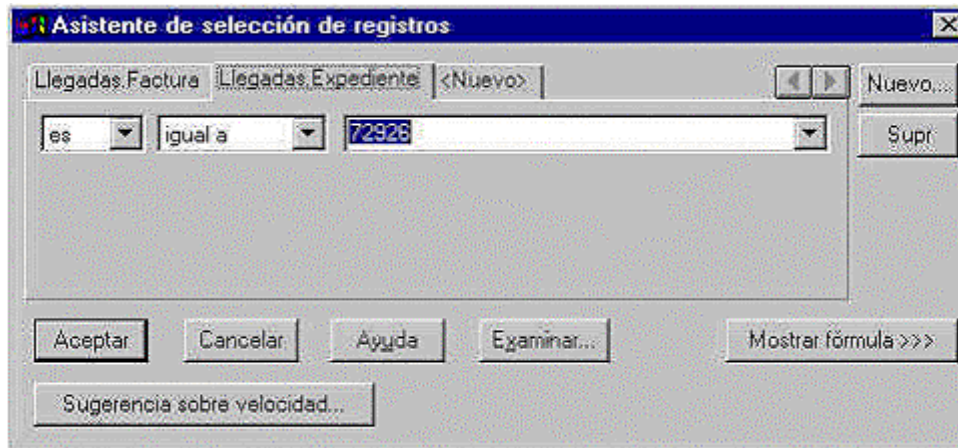 Asistente de selección de registros
Llegadas.Factura Llegadas.Expediente <Nuevo> Nuevo....
es igual a 72926 Supr
Aceptar Cancelar Ayuda Examinar... Mostrar fórmula >>>
Sugerencia sobre velocidad...